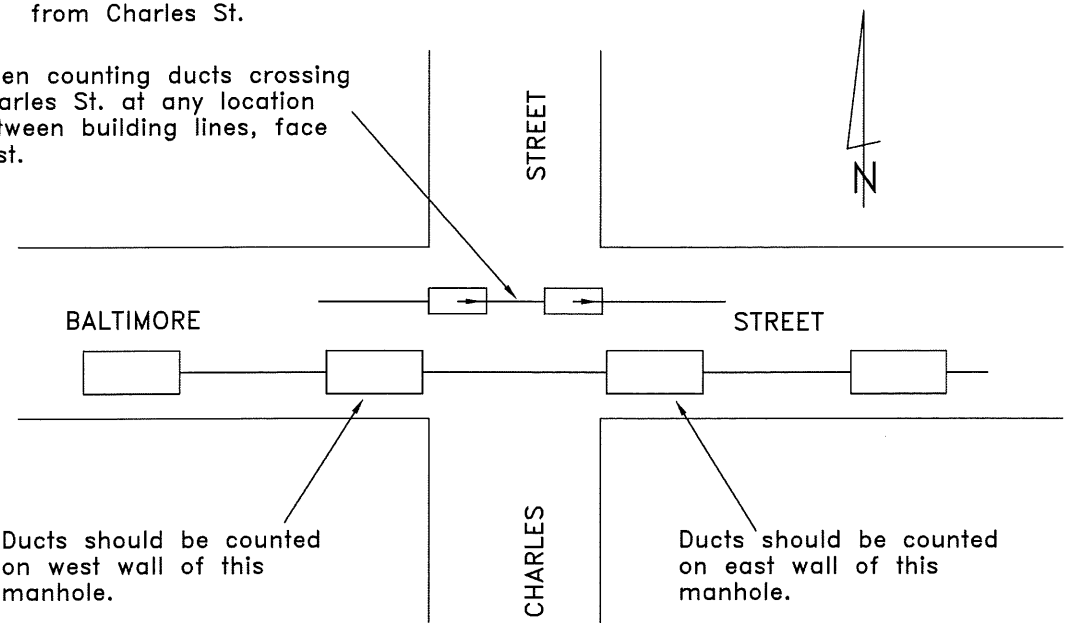 from Charles St.
en counting ducts crossing
arles St. at any location
tween building lines, face
st.
STREET
N
BALTIMORE
STREET
Ducts should be counted
on west wall of this
manhole.
CHARLES
Ducts should be counted
on east wall of this
manhole.